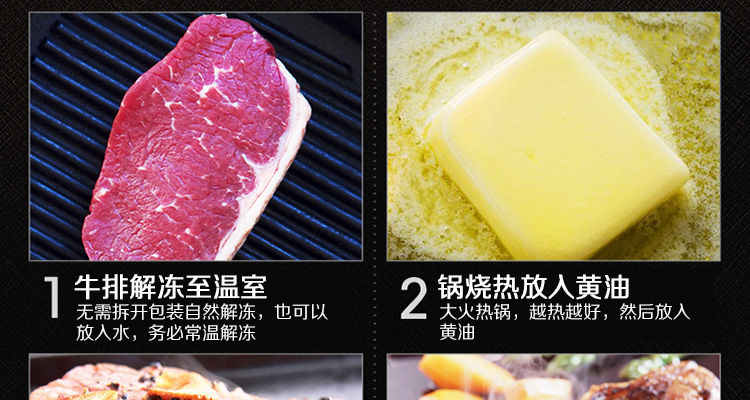 1 牛排解冻至温室
无需拆开包装自然解冻，也可以
放入水，务必常温解冻
2 锅烧热放入黄油
大火热锅，越热越好，然后放入
黄油